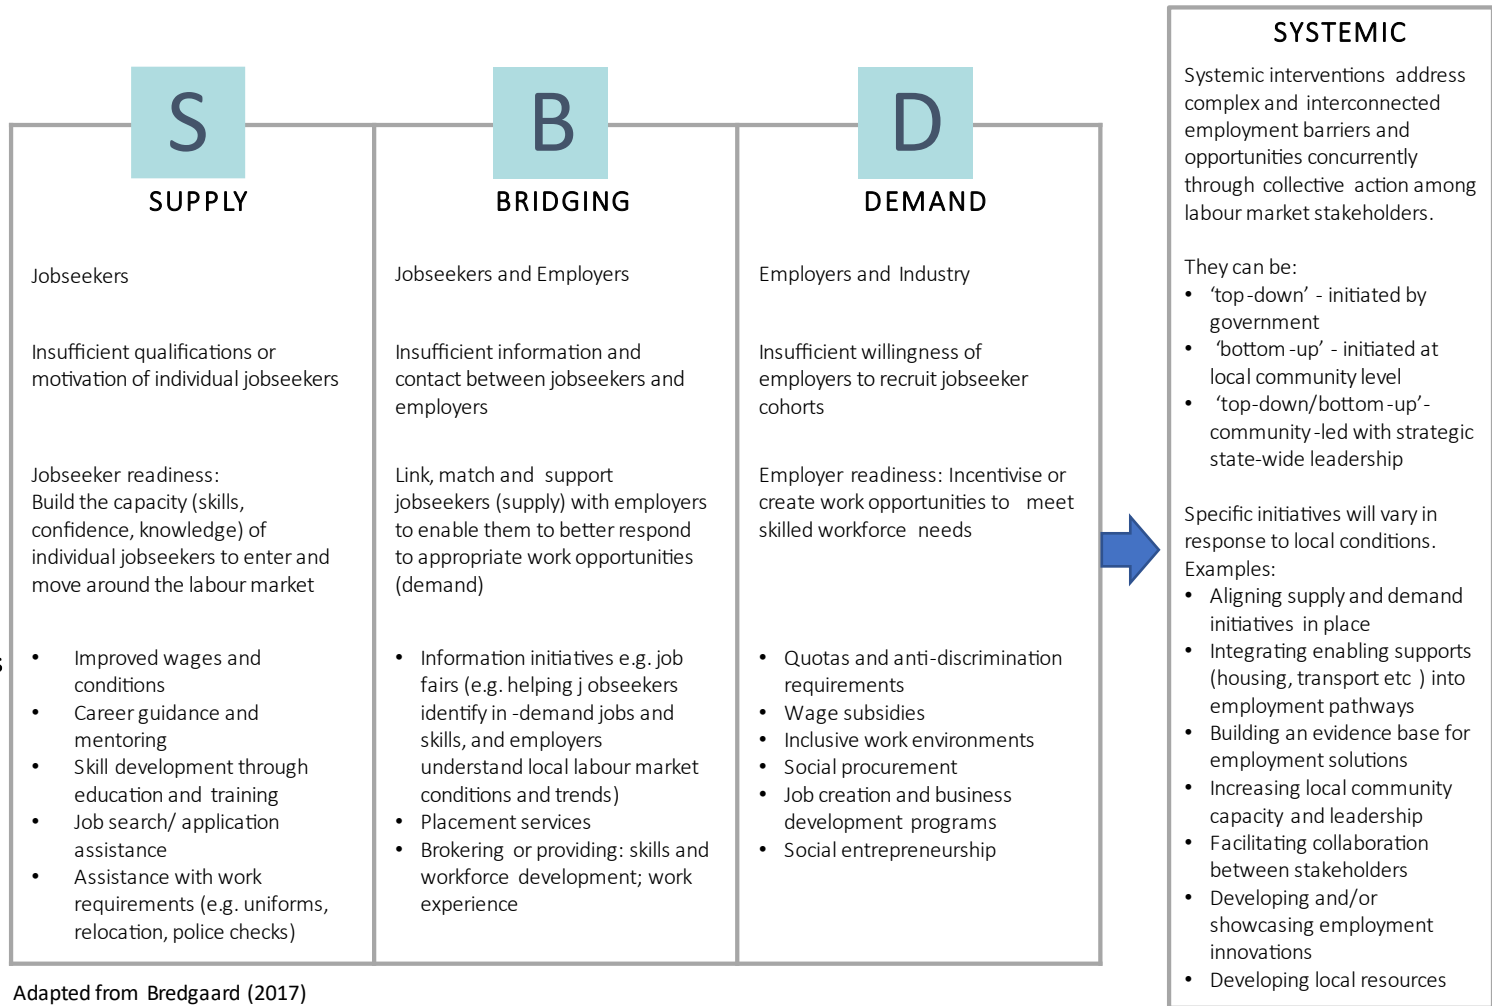 S
SUPPLY
Jobseekers
Insufficient qualifications or
motivation of individual jobseekers
Jobseeker readiness:
Build the capacity (skills,
confidence, knowledge) of
individual jobseekers to enter and
move around the labour market
s
• Improved wages and
conditions
• Career guidance and
mentoring
• Skill development through
education and training
• Job search/ application
assistance
• Assistance with work
requirements (e.g. uniforms,
relocation, police checks)
B
BRIDGING
Jobseekers and Employers
Insufficient information and
contact between jobseekers and
employers
Link, match and support
jobseekers (supply) with employers
to enable them to better respond
to appropriate work opportunities
(demand)
• Information initiatives e.g. job
fairs (e.g. helping j obseekers
identify in -demand jobs and
skills, and employers
understand local labour market
conditions and trends)
• Placement services
• Brokering or providing: skills and
workforce development; work
experience
D
DEMAND
Employers and Industry
Insufficient willingness of
employers to recruit jobseeker
cohorts
Employer readiness: Incentivise or
create work opportunities to meet
skilled workforce needs
• Quotas and anti-discrimination
requirements
• Wage subsidies
• Inclusive work environments
• Social procurement
• Job creation and business
development programs
• Social entrepreneurship
SYSTEMIC
Systemic interventions address
complex and interconnected
employment barriers and
opportunities concurrently
through collective action among
labour market stakeholders.
They can be:
• ‘top-down’ - initiated by
government
• ‘bottom-up’ - initiated at
local community level
• ‘top-down/bottom-up’-
community-led with strategic
state-wide leadership
Specific initiatives will vary in
response to local conditions.
Examples:
• Aligning supply and demand
initiatives in place
• Integrating enabling supports
(housing, transport etc ) into
employment pathways
• Building an evidence base for
employment solutions
• Increasing local community
capacity and leadership
• Facilitating collaboration
between stakeholders
• Developing and/or
showcasing employment
innovations
• Developing local resources
Adapted from Bredgaard (2017)